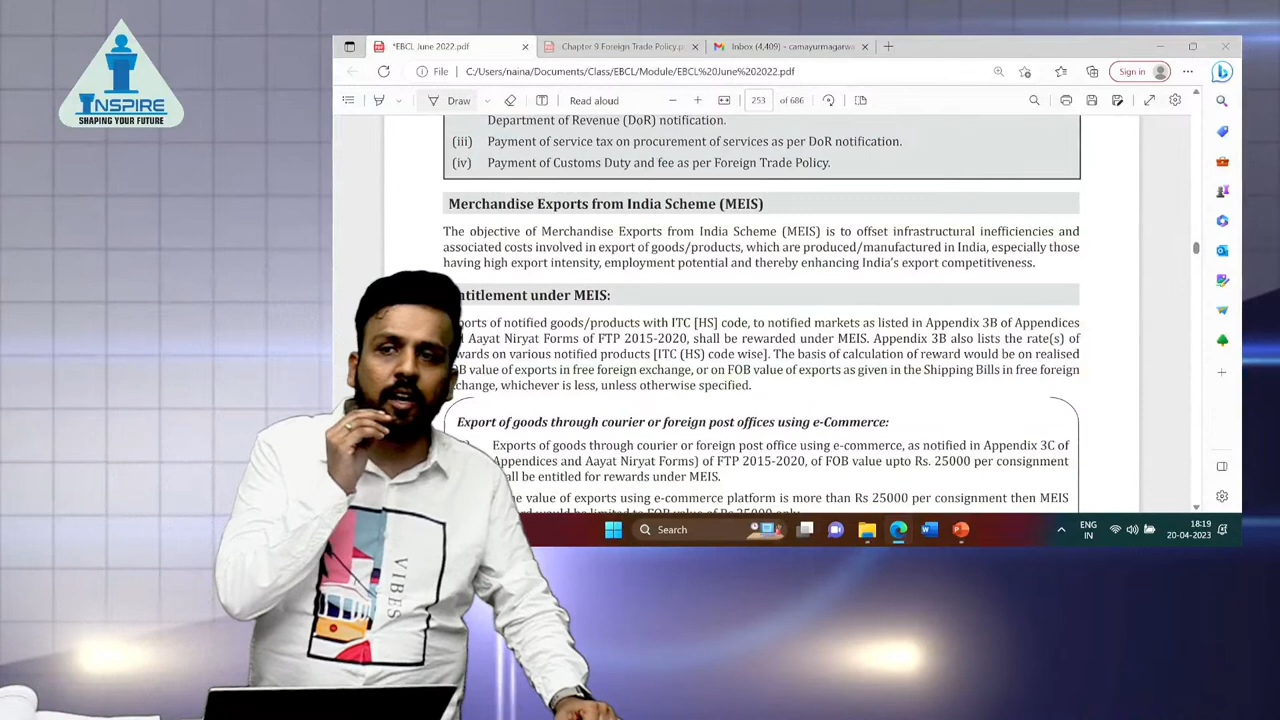 INSPIRE
SHAPING YOUR FUTURE
*EBCL June 2022.pdf
Chapter 9 Foreign Trade Policy.p
Inbox (4,409) - camayurmagarwa
File
C:/Users/naina/Documents/Class/EBCL/Module/EBCL%20June%202022.pdf
Sign in
Draw
Read aloud
253
of 686
Department of Revenue (DoR) notification.
(iii) Payment of service tax on procurement of services as per DoR notification.
(iv) Payment of Customs Duty and fee as per Foreign Trade Policy.
Merchandise Exports from India Scheme (MEIS)
The objective of Merchandise Exports from India Scheme (MEIS) is to offset infrastructural inefficiencies and
associated costs involved in export of goods/products, which are produced/manufactured in India, especially those
having high export intensity, employment potential and thereby enhancing India's export competitiveness.
ntitlement under MEIS:
ports of notified goods/products with ITC [HS] code, to notified markets as listed in Appendix 3B of Appendices
Aayat Niryat Forms of FTP 2015-2020, shall be rewarded under MEIS. Appendix 3B also lists the rate(s) of
wards on various notified products [ITC (HS) code wise]. The basis of calculation of reward would be on realised
OB value of exports in free foreign exchange, or on FOB value of exports as given in the Shipping Bills in free foreign
change, whichever is less, unless otherwise specified.
Export of goods through courier or foreign post offices using e-Commerce:
Exports of goods through courier or foreign post office using e-commerce, as notified in Appendix 3C of
Appendices and Aayat Niryat Forms) of FTP 2015-2020, of FOB value upto Rs. 25000 per consignment
all be entitled for rewards under MEIS.
e value of exports using e-commerce platform is more than Rs 25000 per consignment then MEIS
would be limited to FOB value of Rs 25000 only.
Search
ENG
IN
18:19
20-04-2023
VIBES